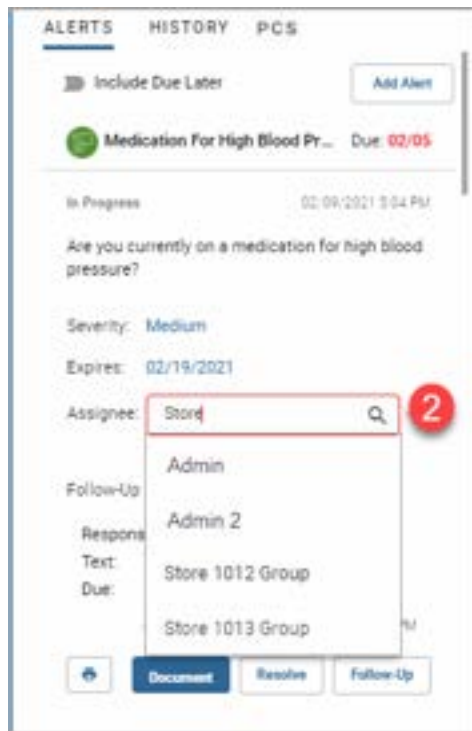 ALERTS HISTORY PCS
Include Due Later Add Alert
Medication For High Blood Pr... Due: 02/05
In Progress 02/09/2021 5:04 PM
Are you currently on a medication for high blood
pressure?
Severity: Medium
Expires: 02/19/2021
Assignee: Store 2
Admin
Follow-Up
Admin 2
Respons
Text:
Store 1012 Group
Due:
Store 1013 Group
Document Resolve Follow-Up